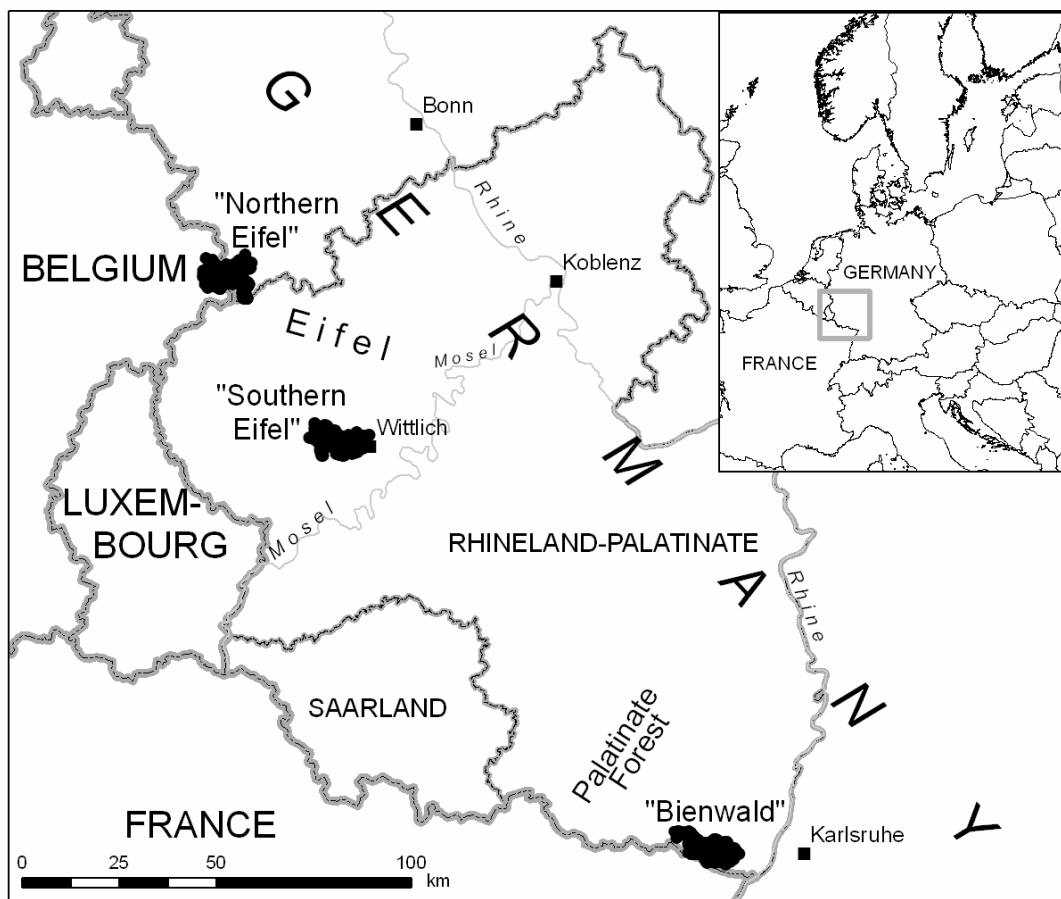 G
E
R
M
A
N
Y
Bonn
Rhine
"Northern
Eifel"
BELGIUM
Koblenz
Eifel
Mosel
"Southern
Eifel"
Wittlich
LUXEM-
BOURG
Mosel
RHINELAND-PALATINATE
Rhine
SAARLAND
Palatinate
Forest
"Bienwald"
Karlsruhe
FRANCE
0 25 50 100
km
GERMANY
FRANCE